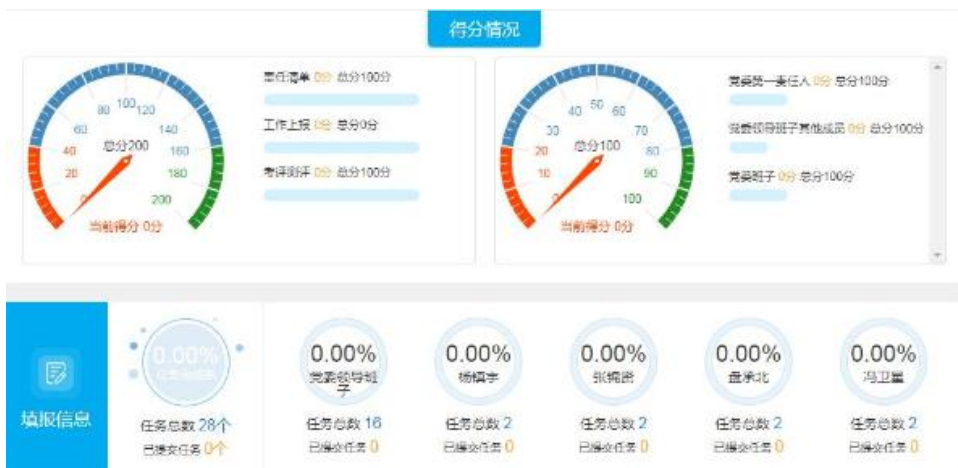 得分情况
责任清单 0分 总分100分
工作上报 0分 总分0分
考评测评 0分 总分100分
0
20
40
60
80
100
120
140
160
180
200
总分200
当前得分 0分
党委第一责任人 0分 总分100分
党委领导班子其他成员 0分 总分100分
党委班子 0分 总分100分
0
10
20
30
40
50
60
70
80
90
100
总分100
当前得分 0分
填报信息
0.00%
任务总数 28个
已提交任务 0个
0.00%
党委领导班
子
任务总数 16
已提交任务 0
0.00%
杨镇宇
任务总数 2
已提交任务 0
0.00%
任务总数 2
已提交任务 0
0.00%
盘承北
任务总数 2
已提交任务 0
0.00%
冯卫星
任务总数 2
已提交任务 0